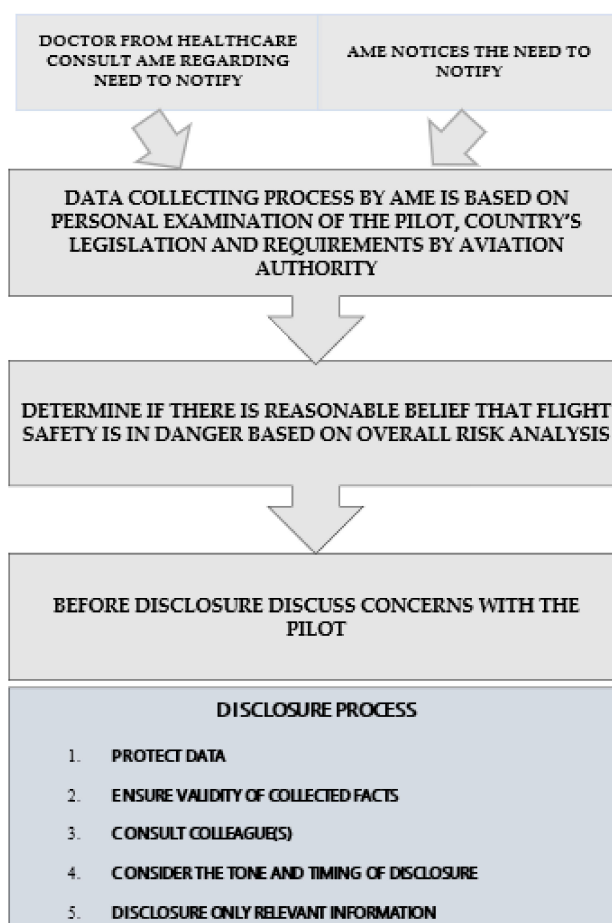 DOCTOR FROM HEALTHCARE
CONSULT AME REGARDING
NEED TO NOTIFY
AME NOTICES THE NEED TO
NOTIFY
DATA COLLECTING PROCESS BY AME IS BASED ON
PERSONAL EXAMINATION OF THE PILOT, COUNTRY'S
LEGISLATION AND REQUIREMENTS BY AVIATION
AUTHORITY
DETERMINE IF THERE IS REASONABLE BELIEF THAT FLIGHT
SAFETY IS IN DANGER BASED ON OVERALL RISK ANALYSIS
BEFORE DISCLOSURE DISCUSS CONCERNS WITH THE
PILOT
DISCLOSURE PROCESS
1. PROTECT DATA
2. ENSURE VALIDITY OF COLLECTED FACTS
3. CONSULT COLLEAGUE(S)
4. CONSIDER THE TONE AND TIMING OF DISCLOSURE
5. DISCLOSURE ONLY RELEVANT INFORMATION